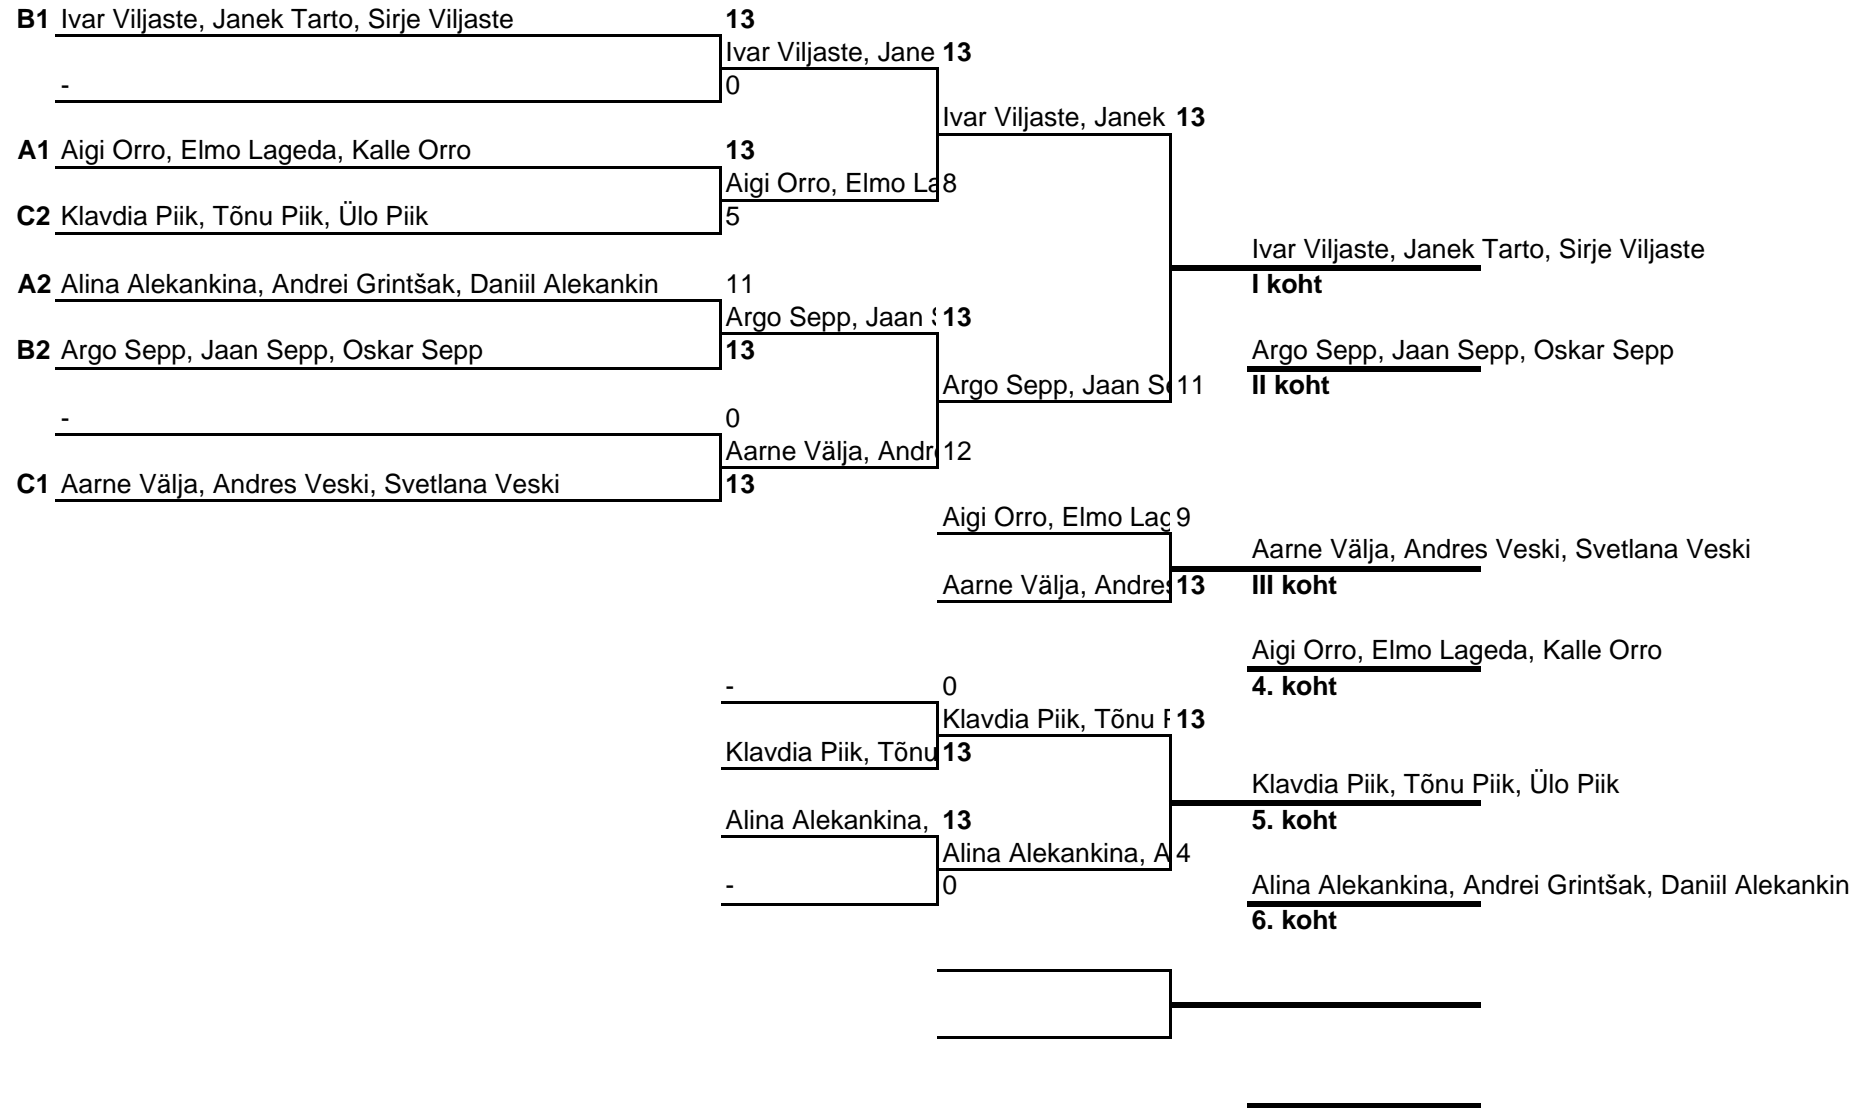 B1 Ivar Viljaste, Janek Tarto, Sirje Viljaste 13
Ivar Viljaste, Jane 13
- 0
Ivar Viljaste, Janek 13
A1 Aigi Orro, Elmo Lageda, Kalle Orro 13
Aigi Orro, Elmo La 8
C2 Klavdia Piik, Tõnu Piik, Ülo Piik 5
Ivar Viljaste, Janek Tarto, Sirje Viljaste
A2 Alina Alekankina, Andrei Grintšak, Daniil Alekankin 11 I koht
Argo Sepp, Jaan 13
B2 Argo Sepp, Jaan Sepp, Oskar Sepp 13 Argo Sepp, Jaan Sepp, Oskar Sepp
Argo Sepp, Jaan Se 11 II koht
- 0
Aarne Välja, Andr 12
C1 Aarne Välja, Andres Veski, Svetlana Veski 13
Aigi Orro, Elmo Lag 9
Aarne Välja, Andres Veski, Svetlana Veski
Aarne Välja, Andres 13 III koht
Aigi Orro, Elmo Lageda, Kalle Orro
- 0 4. koht
Klavdia Piik, Tõnu 13
Klavdia Piik, Tõnu 13
Klavdia Piik, Tõnu Piik, Ülo Piik
Alina Alekankina, 13 5. koht
Alina Alekankina, A 4
- 0 Alina Alekankina, Andrei Grintšak, Daniil Alekankin
6. koht